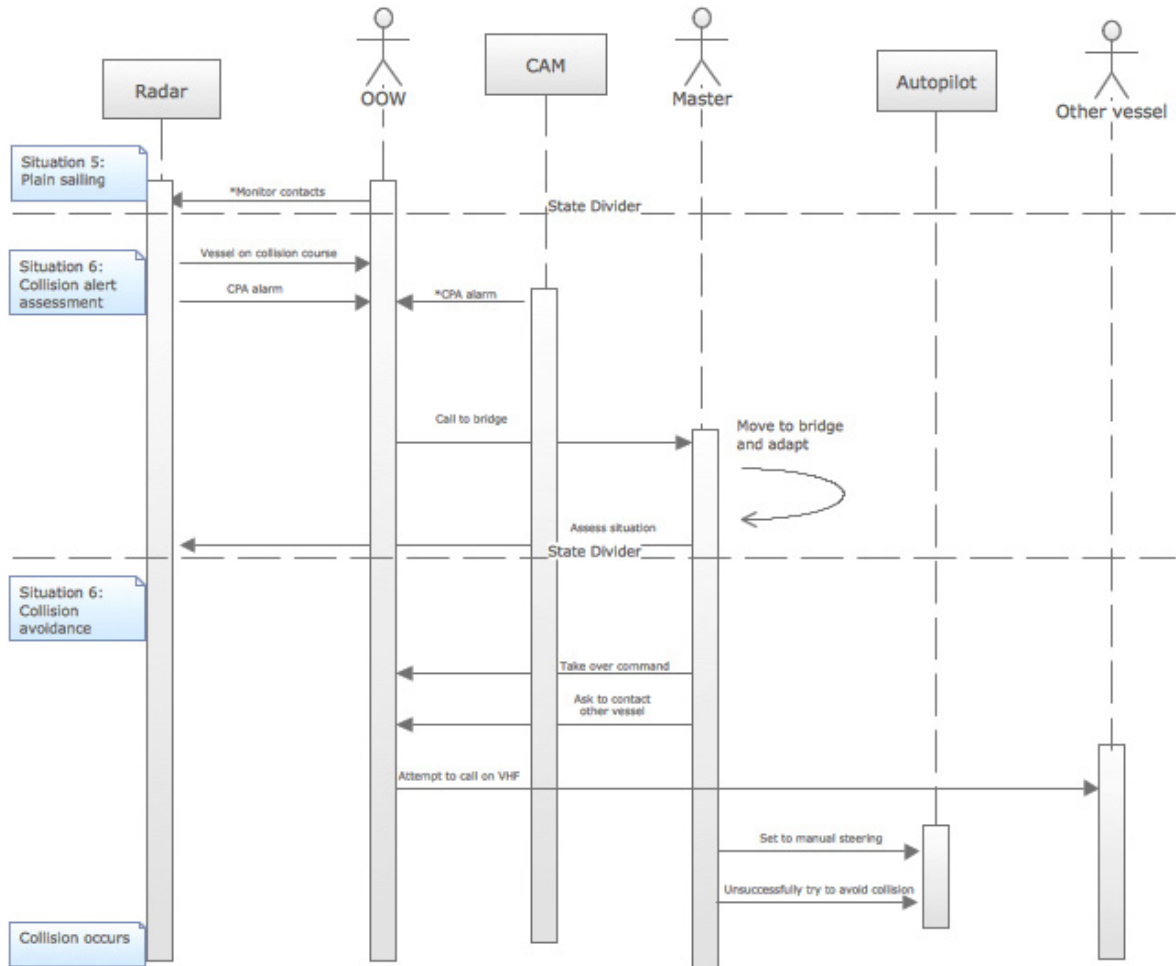 Radar
OOW
CAM
Master
Autopilot
Other vessel
Situation 5:
Plain sailing
*Monitor contacts
State Divider
Situation 6:
Collision alert
assessment
Vessel on collision course
CPA alarm
*CPA alarm
Call to bridge
Move to bridge
and adapt
Assess situation
State Divider
Situation 6:
Collision
avoidance
Take over command
Ask to contact
other vessel
Attempt to call on VHF
Set to manual steering
Unsuccessfully try to avoid collision
Collision occurs